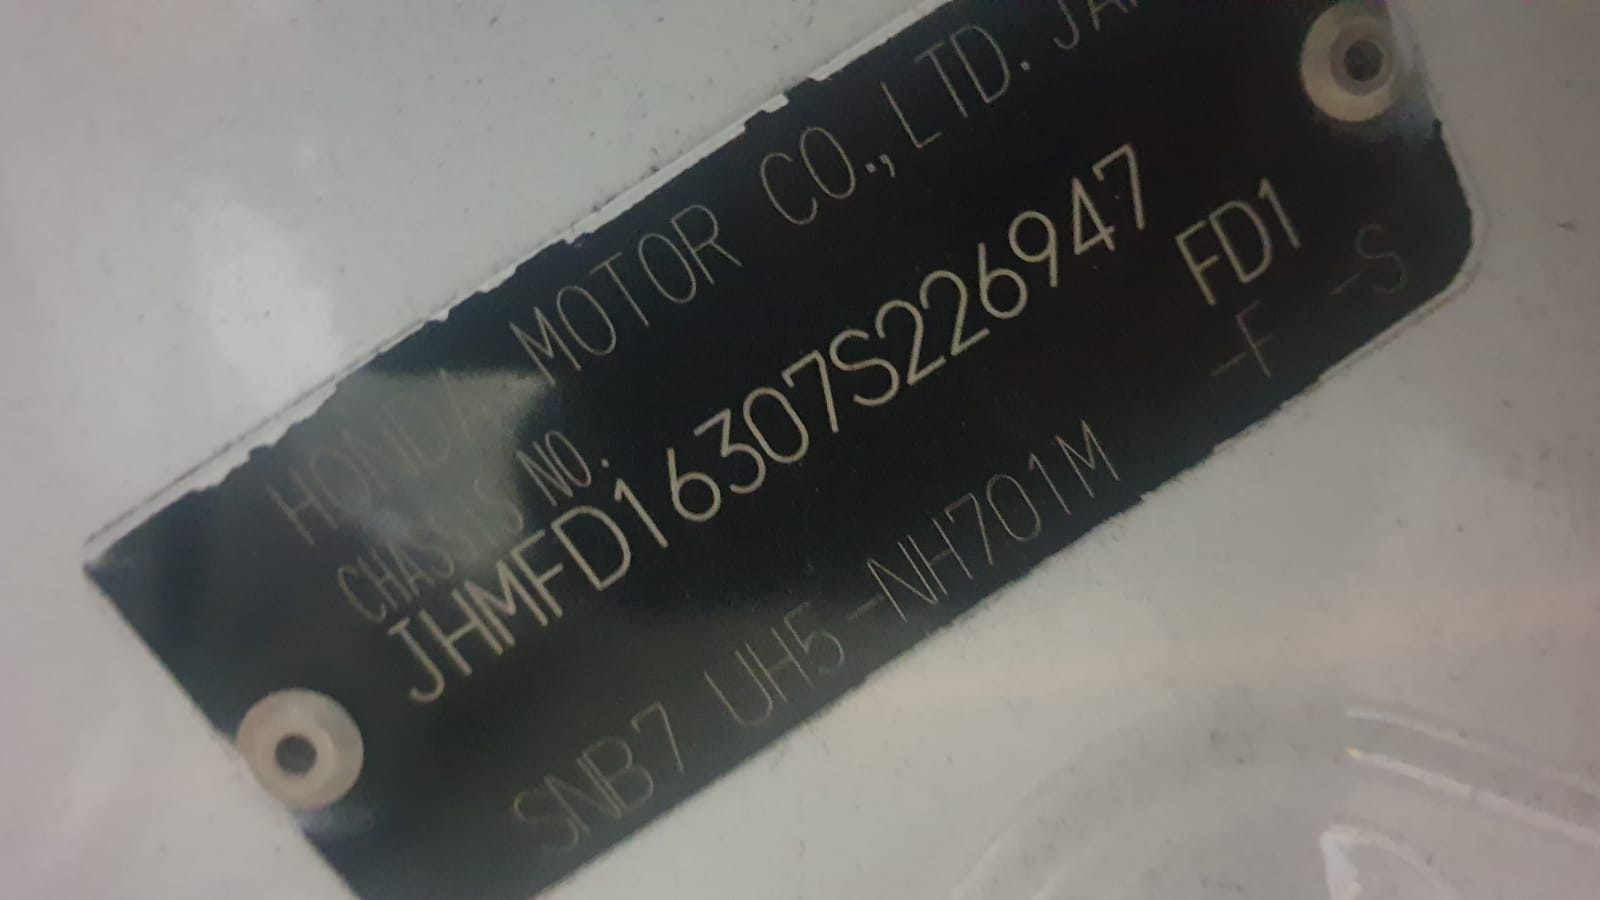 HONDA MOTOR CO., LTD. JA
CHASSIS NO.
JHMFD16307S226947 FD1
SNB7 UH5-NH701M -F -S